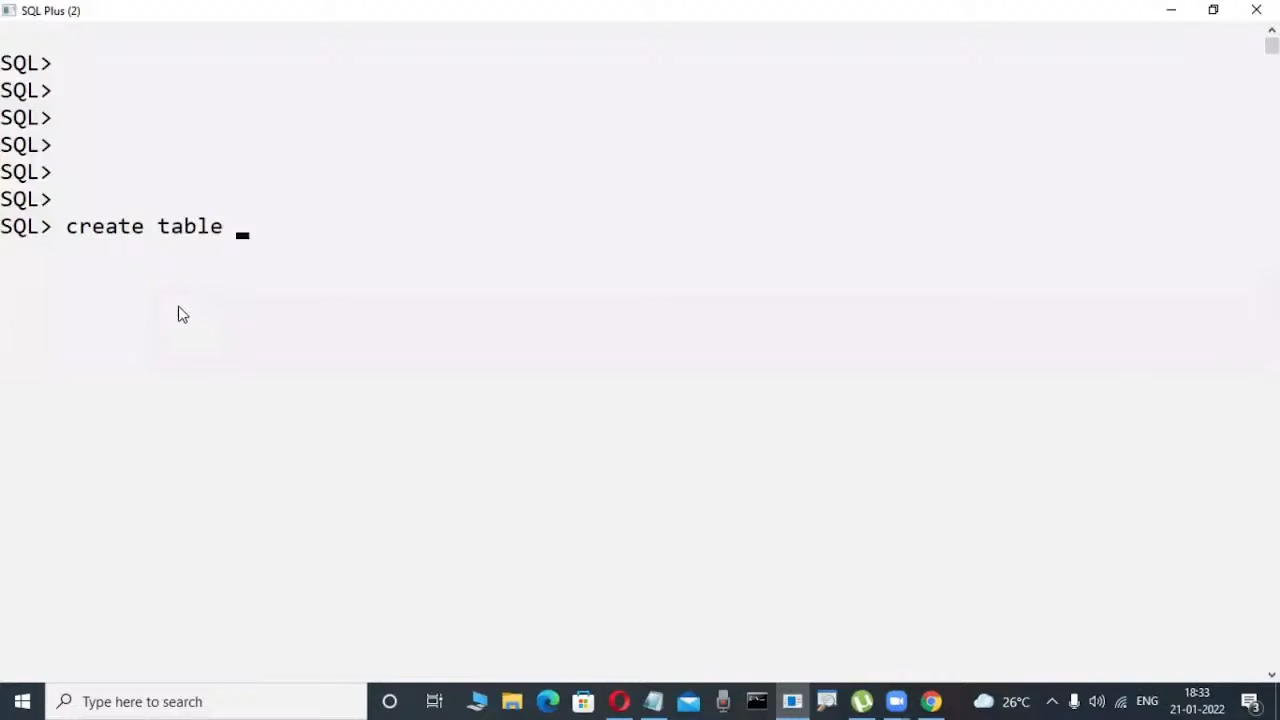 SQL Plus (2)
SQL>
SQL>
SQL>
SQL>
SQL>
SQL>
SQL> create table _
Type here to search
26°C
ENG
18:33
21-01-2022
3